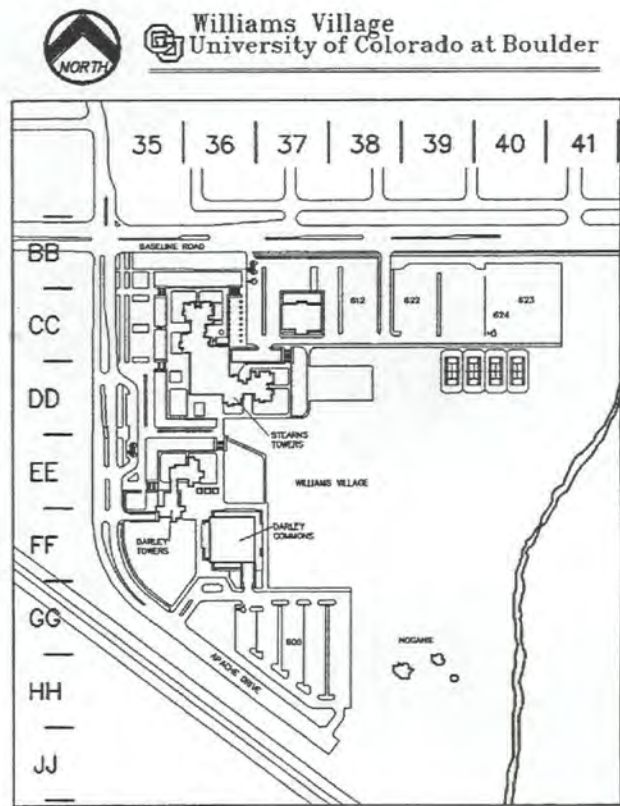 Williams Village
University of Colorado at Boulder
NORTH
CU
35 36 37 38 39 40 41
BB
BASELINE ROAD
CC
612
622
623
624
DD
STEARNS
TOWERS
EE
WILLIAMS VILLAGE
FF
DARLEY
TOWERS
DARLEY
COMMONS
GG
600
HOGANS
APACHE DRIVE
HH
JJ